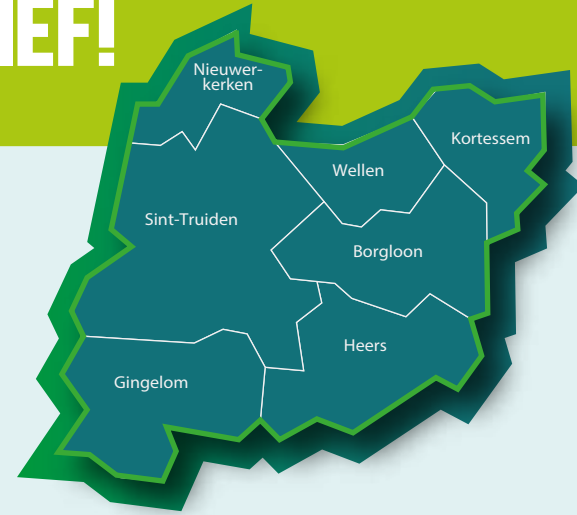 IEF!
Nieuwer-
kerken
Kortessem
Wellen
Sint-Truiden
Borgloon
Heers
Gingelom